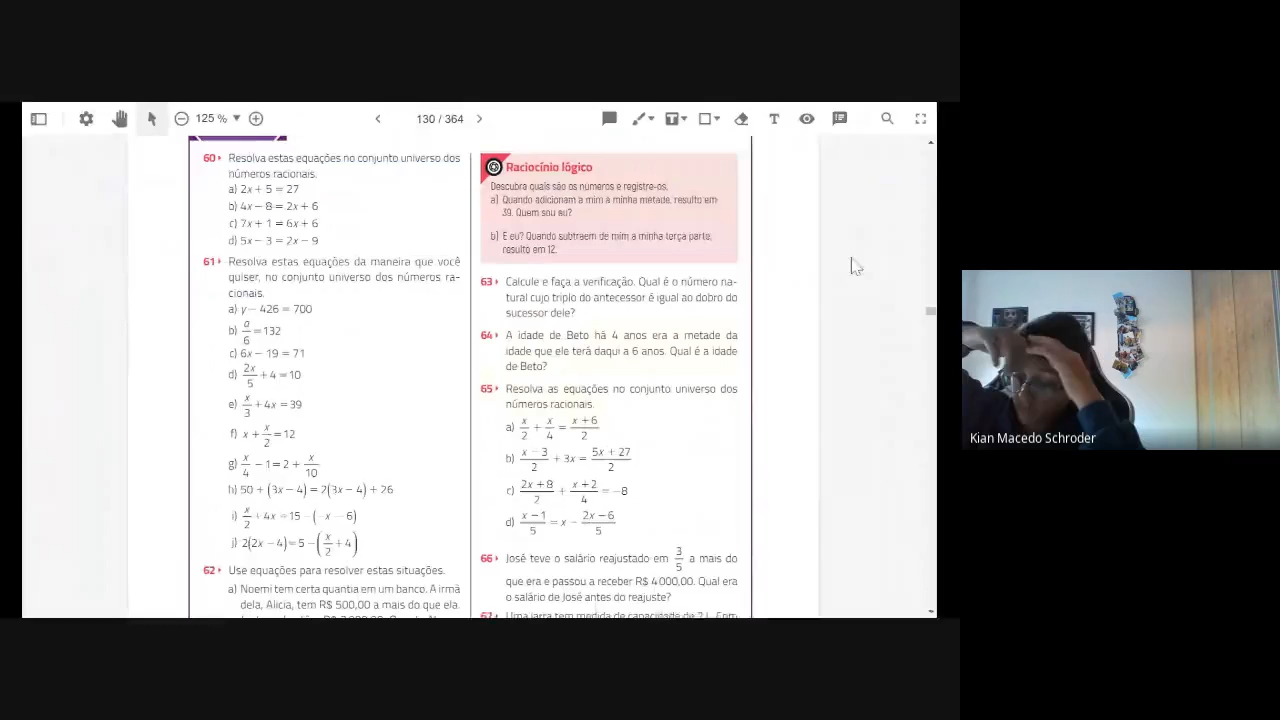 125 %
130 / 364
60 Resolva estas equações no conjunto universo dos
números racionais.
a) 2x + 5 = 27
b) 4x − 8 = 2x + 6
c) 7x + 1 = 6x + 6
d) 5x − 3 = 2x − 9
61 Resolva estas equações da maneira que você
quiser, no conjunto universo dos números ra-
cionais.
a) y − 426 = 700
b) a/6 = 132
c) 6x − 19 = 71
d) 2x/5 + 4 = 10
e) x/3 + 4x = 39
f) x + x/2 = 12
g) x/4 − 1 = 2 + x/10
h) 50 + (3x − 4) = 2(3x − 4) + 26
i) x/2 + 4x = 15 − (−x − 6)
j) 2(2x − 4) = 5 − (x/2 + 4)
62 Use equações para resolver estas situações.
a) Noemi tem certa quantia em um banco. A irmã
dela, Alicia, tem R$ 500,00 a mais do que ela.
Raciocínio lógico
Descubra quais são os números e registre-os.
a) Quando adicionam a mim a minha metade, resulto em
39. Quem sou eu?
b) E eu? Quando subtraem de mim a minha terça parte,
resulto em 12.
63 Calcule e faça a verificação. Qual é o número na-
tural cujo triplo do antecessor é igual ao dobro do
sucessor dele?
64 A idade de Beto há 4 anos era a metade da
idade que ele terá daqui a 6 anos. Qual é a idade
de Beto?
65 Resolva as equações no conjunto universo dos
números racionais.
a) x/2 + x/4 = (x + 6)/2
b) (x − 3)/2 + 3x = (5x + 27)/2
c) (2x + 8)/2 + (x + 2)/4 = −8
d) (x − 1)/5 = x − (2x − 6)/5
66 José teve o salário reajustado em 3/5 a mais do
que era e passou a receber R$ 4 000,00. Qual era
o salário de José antes do reajuste?
67 Uma jarra tem medida de capacidade de 2 L. Com
Kian Macedo Schroder